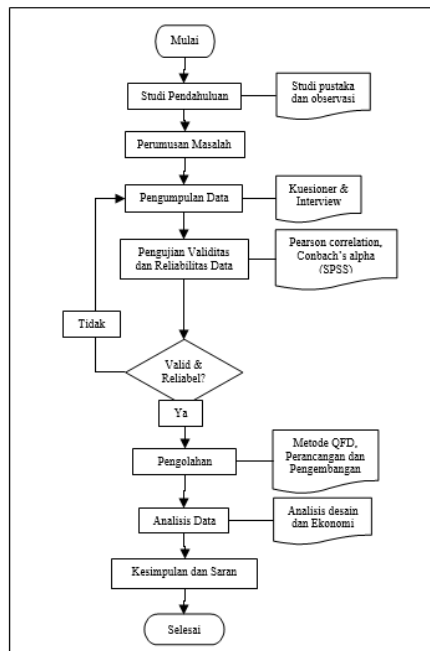 Mulai
Studi Pendahuluan
Studi pustaka
dan observasi
Perumusan Masalah
Pengumpulan Data
Kuesioner &
Interview
Pengujian Validitas
dan Reliabilitas Data
Pearson correlation,
Conbach's alpha
(SPSS)
Tidak
Valid &
Reliabel?
Ya
Pengolahan
Metode QFD,
Perancangan dan
Pengembangan
Analisis Data
Analisis desain
dan Ekonomi
Kesimpulan dan Saran
Selesai